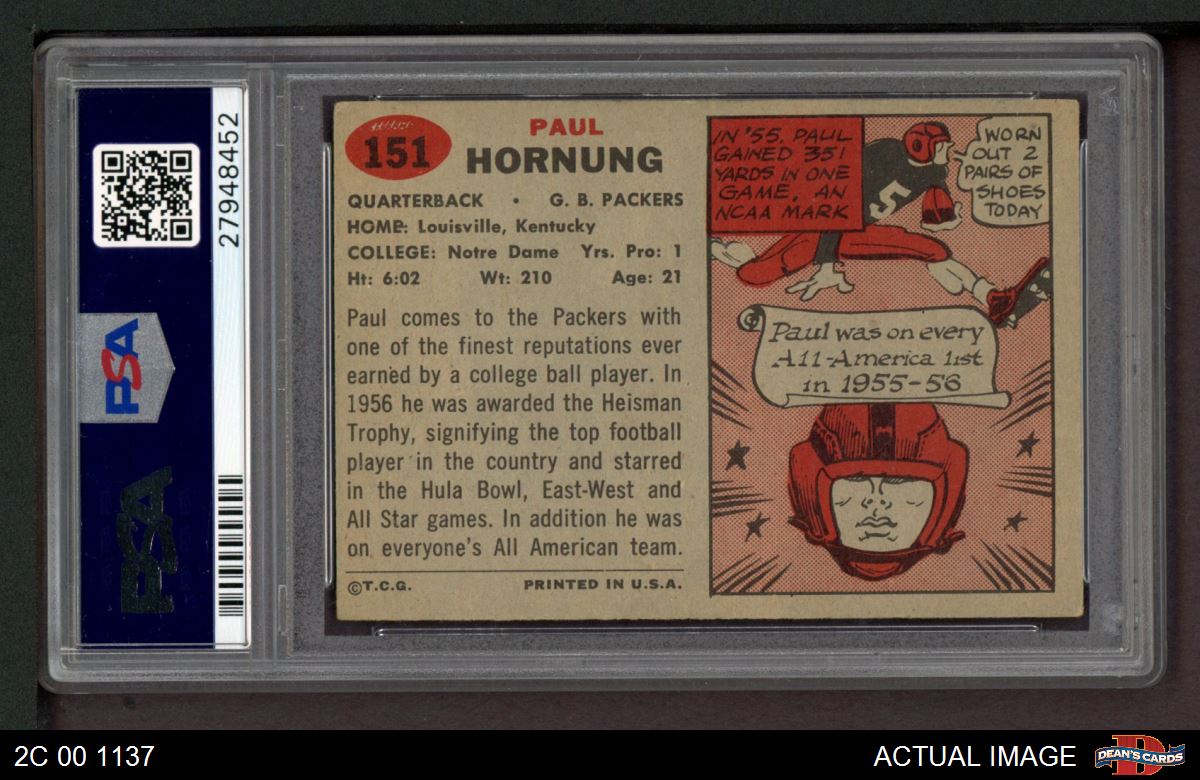 27948452
PSA
PSA
151
PAUL
HORNUNG
QUARTERBACK • G. B. PACKERS
HOME: Louisville, Kentucky
COLLEGE: Notre Dame Yrs. Pro: 1
Ht: 6:02 Wt: 210 Age: 21
Paul comes to the Packers with
one of the finest reputations ever
earned by a college ball player. In
1956 he was awarded the Heisman
Trophy, signifying the top football
player in the country and starred
in the Hula Bowl, East-West and
All Star games. In addition he was
on everyone's All American team.
©T.C.G. PRINTED IN U.S.A.
IN '55, PAUL
GAINED 351
YARDS IN ONE
GAME, AN
NCAA MARK
5
WORN
OUT 2
PAIRS OF
SHOES
TODAY
Paul was on every
All-America list
in 1955-56
2C 00 1137
ACTUAL IMAGE
DEAN'S CARDS